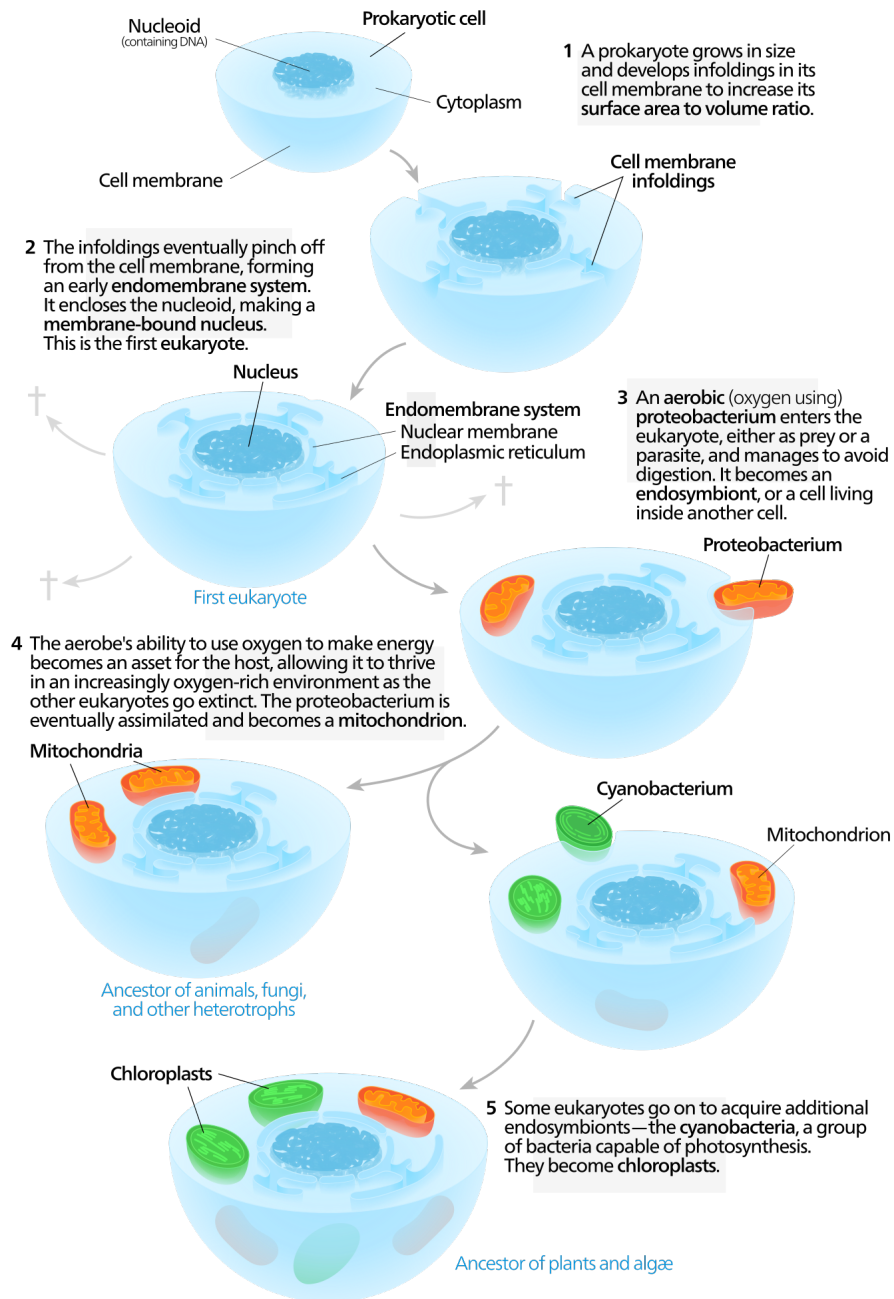 Nucleoid
(containing DNA)
Prokaryotic cell
Cytoplasm
Cell membrane
1 A prokaryote grows in size
and develops infoldings in its
cell membrane to increase its
surface area to volume ratio.
Cell membrane
infoldings
2 The infoldings eventually pinch off
from the cell membrane, forming
an early endomembrane system.
It encloses the nucleoid, making a
membrane-bound nucleus.
This is the first eukaryote.
Nucleus
Endomembrane system
Nuclear membrane
Endoplasmic reticulum
First eukaryote
3 An aerobic (oxygen using)
proteobacterium enters the
eukaryote, either as prey or a
parasite, and manages to avoid
digestion. It becomes an
endosymbiont, or a cell living
inside another cell.
Proteobacterium
4 The aerobe's ability to use oxygen to make energy
becomes an asset for the host, allowing it to thrive
in an increasingly oxygen-rich environment as the
other eukaryotes go extinct. The proteobacterium is
eventually assimilated and becomes a mitochondrion.
Mitochondria
Ancestor of animals, fungi,
and other heterotrophs
Cyanobacterium
Mitochondrion
Chloroplasts
5 Some eukaryotes go on to acquire additional
endosymbionts—the cyanobacteria, a group
of bacteria capable of photosynthesis.
They become chloroplasts.
Ancestor of plants and algæ